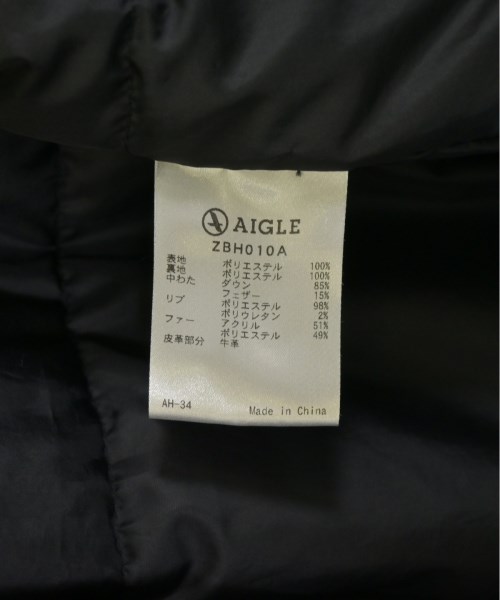 AIGLE
ZBH010A
表地 ポリエステル 100%
裏地 ポリエステル 100%
中わた ダウン 85%
フェザー 15%
リブ ポリエステル 98%
ポリウレタン 2%
ファー アクリル 51%
ポリエステル 49%
皮革部分 牛革
AH-34 Made in China